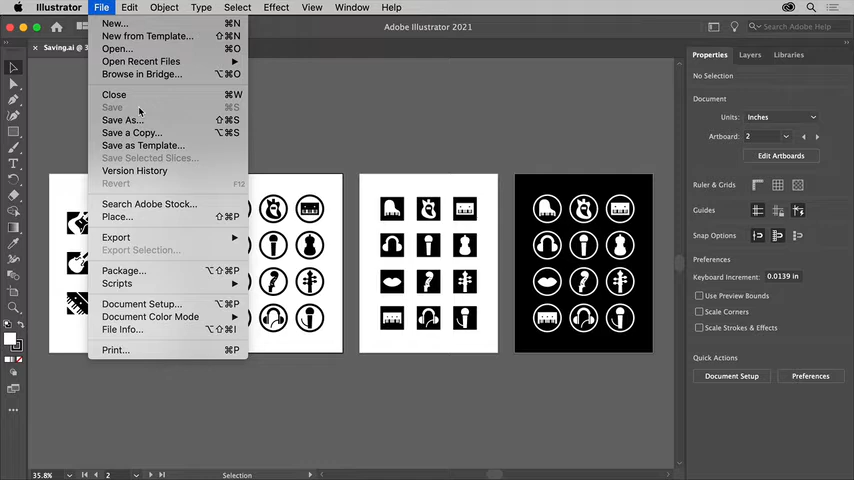 Illustrator File Edit Object Type Select Effect View Window Help
Adobe Illustrator 2021
Search Adobe Help
Saving.ai
New... ⌘N
New from Template... ⇧⌘N
Open... ⌘O
Open Recent Files
Browse in Bridge... ⌥⌘O
Close ⌘W
Save ⌘S
Save As... ⇧⌘S
Save a Copy... ⌥⌘S
Save as Template...
Save Selected Slices...
Version History
Revert F12
Search Adobe Stock...
Place... ⇧⌘P
Export
Export Selection...
Package... ⌥⇧⌘P
Scripts
Document Setup... ⌥⌘P
Document Color Mode
File Info... ⌥⇧⌘I
Print... ⌘P
Properties Layers Libraries
No Selection
Document
Units: Inches
Artboard: 2
Edit Artboards
Ruler & Grids
Guides
Snap Options
Preferences
Keyboard Increment: 0.0139 in
Use Preview Bounds
Scale Corners
Scale Strokes & Effects
Quick Actions
Document Setup Preferences
35.8% 2 Selection